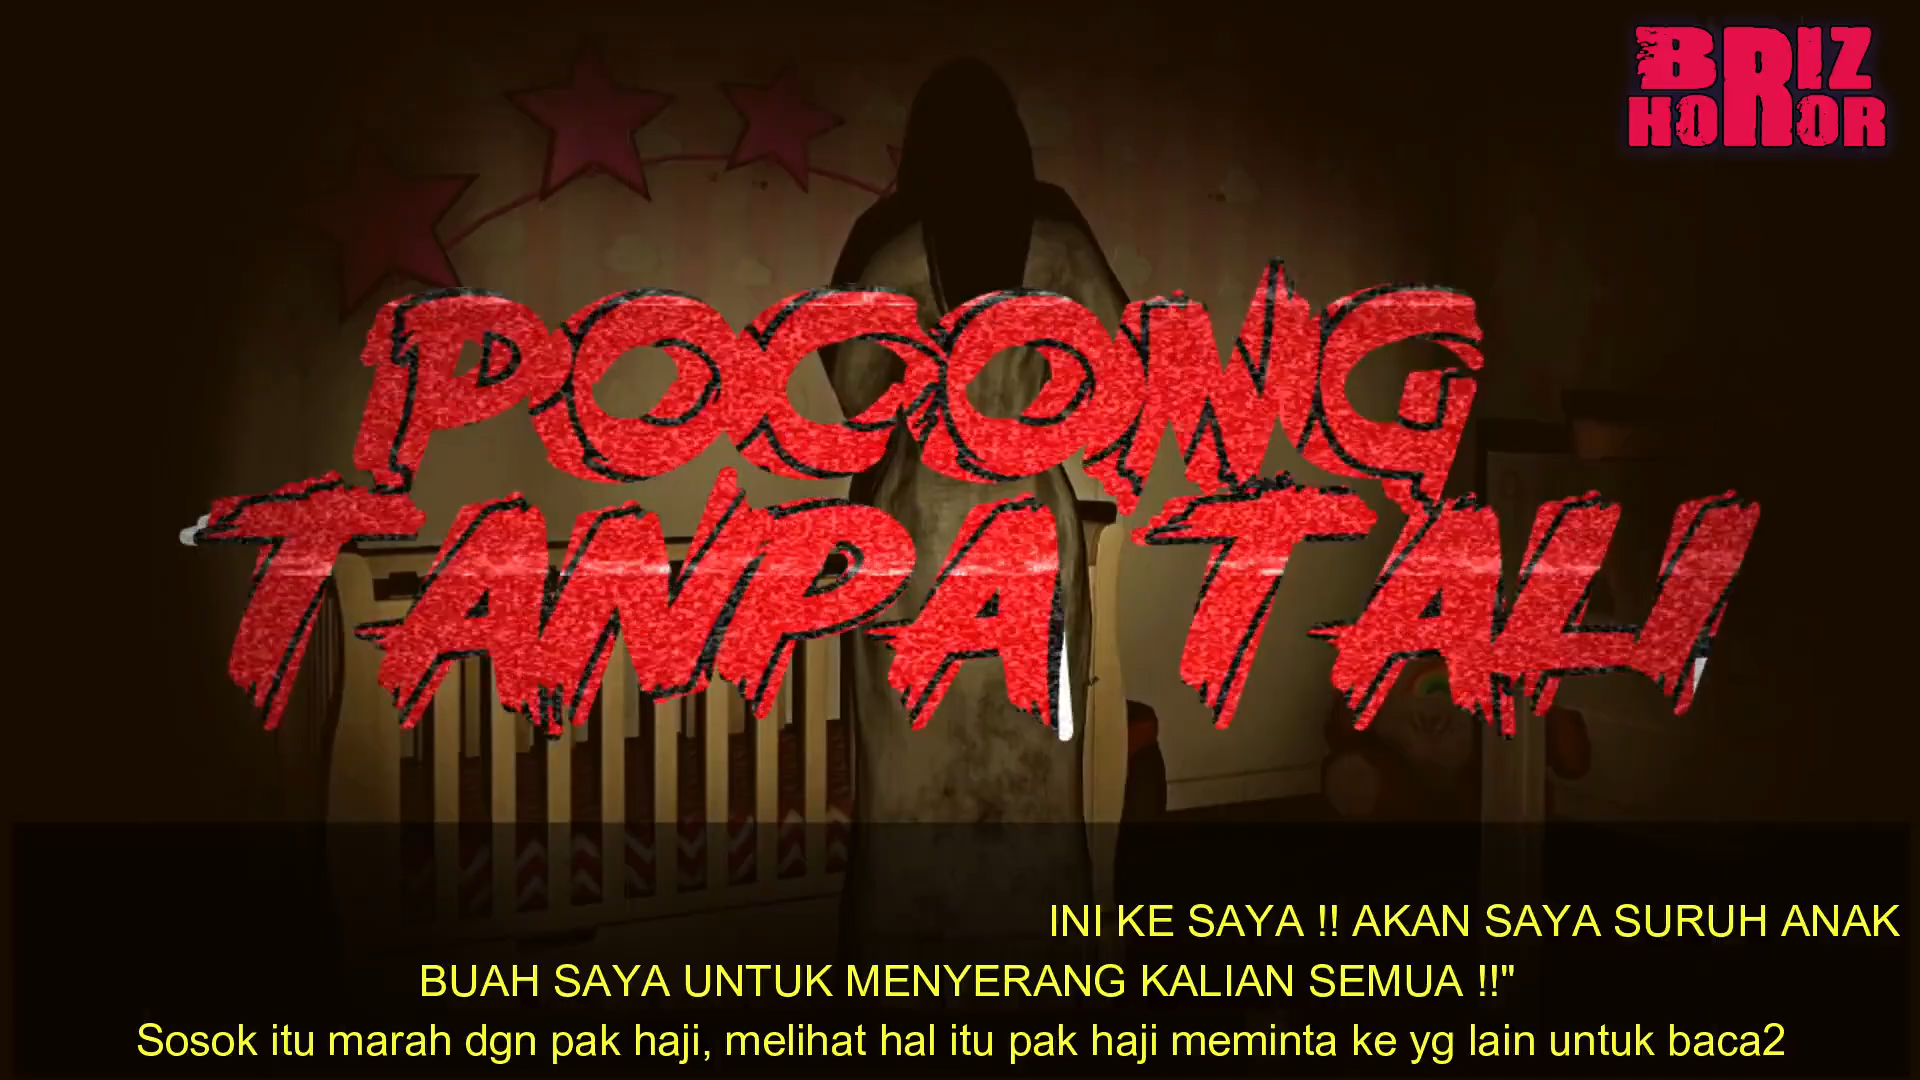 BRIZ
HOROR
POCONG
TANPA TALI
INI KE SAYA !! AKAN SAYA SURUH ANAK
BUAH SAYA UNTUK MENYERANG KALIAN SEMUA !!"
Sosok itu marah dgn pak haji, melihat hal itu pak haji meminta ke yg lain untuk baca2